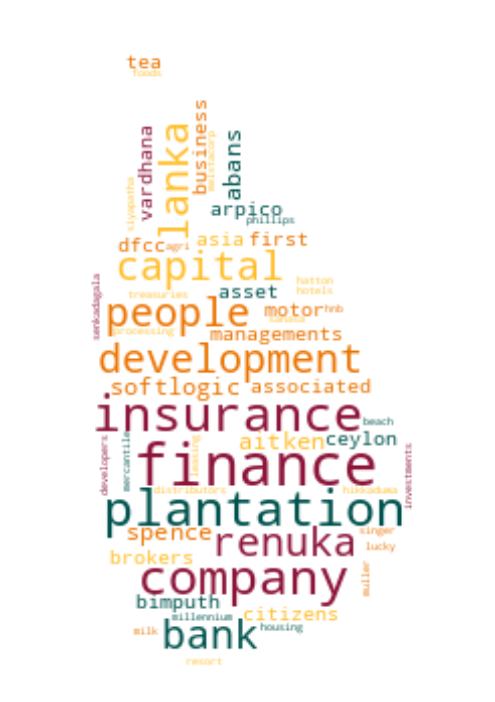 tea
foods
business
vardhana
lanka
abans
siyapatha
arpico
phillips
dfcc
agri
asia
first
capital
senkadagala
asset
hatton
hotels
treasuries
people
motor
hnb
processing
managements
development
softlogic
associated
insurance
beach
developers
mercantile
leasing
aitken
ceylon
finance
investments
distributors
hikkaduwa
plantation
spence
renuka
singer
lucky
brokers
company
muller
bimputh
millennium
citizens
milk
bank
housing
resort